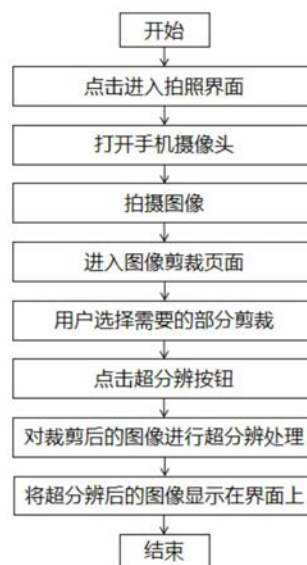 开始
点击进入拍照界面
打开手机摄像头
拍摄图像
进入图像剪裁页面
用户选择需要的部分剪裁
点击超分辨按钮
对裁剪后的图像进行超分辨处理
将超分辨后的图像显示在界面上
结束